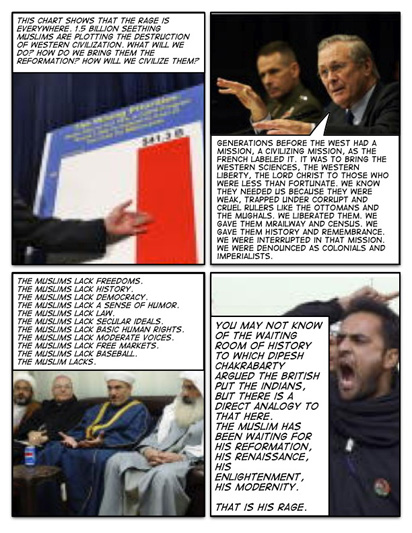 THIS CHART SHOWS THAT THE RAGE IS
EVERYWHERE. 1.5 BILLION SEETHING
MUSLIMS ARE PLOTTING THE DESTRUCTION
OF WESTERN CIVILIZATION. WHAT WILL WE
DO? HOW DO WE BRING THEM THE
REFORMATION? HOW WILL WE CIVILIZE THEM?
GENERATIONS BEFORE THE WEST HAD A
MISSION, A CIVILIZING MISSION, AS THE
FRENCH LABELED IT. IT WAS TO BRING THE
WESTERN SCIENCES, THE WESTERN
LIBERTY, THE LORD CHRIST TO THOSE WHO
WERE LESS THAN FORTUNATE. WE KNOW
THEY NEEDED US BECAUSE THEY WERE
WEAK, TRAPPED UNDER CORRUPT AND
CRUEL RULERS LIKE THE OTTOMANS AND
THE MUGHALS. WE LIBERATED THEM. WE
GAVE THEM MRAILWAY AND CENSUS. WE
GAVE THEM HISTORY AND REMEMBRANCE.
WE WERE INTERRUPTED IN THAT MISSION.
WE WERE DENOUNCED AS COLONIALS AND
IMPERIALISTS.
THE MUSLIMS LACK FREEDOMS.
THE MUSLIMS LACK HISTORY.
THE MUSLIMS LACK DEMOCRACY.
THE MUSLIMS LACK A SENSE OF HUMOR.
THE MUSLIMS LACK LAW.
THE MUSLIMS LACK SECULAR IDEALS.
THE MUSLIMS LACK BASIC HUMAN RIGHTS.
THE MUSLIMS LACK MODERATE VOICES.
THE MUSLIMS LACK FREE MARKETS.
THE MUSLIMS LACK BASEBALL.
THE MUSLIM LACKS.
YOU MAY NOT KNOW
OF THE WAITING
ROOM OF HISTORY
TO WHICH DIPESH
CHAKRABARTY
ARGUED THE BRITISH
PUT THE INDIANS,
BUT THERE IS A
DIRECT ANALOGY TO
THAT HERE.
THE MUSLIM HAS
BEEN WAITING FOR
HIS REFORMATION,
HIS RENAISSANCE,
HIS
ENLIGHTENMENT,
HIS MODERNITY.
THAT IS HIS RAGE.